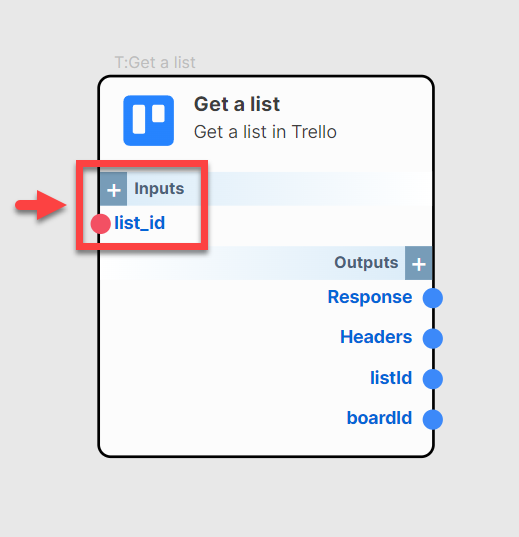 T:Get a list
Get a list
Get a list in Trello
+ Inputs
list_id
Outputs +
Response
Headers
listId
boardId